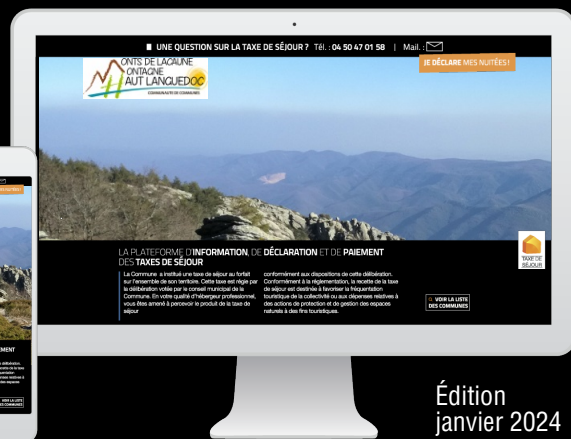 UNE QUESTION SUR LA TAXE DE SÉJOUR ? Tél. : 04 50 47 01 58 | Mail. :
JE DÉCLARE MES NUITÉES !
ONTS DE LACAUNE
ONTAGNE
AUT LANGUEDOC
COMMUNAUTÉ DE COMMUNES
LA PLATEFORME D'INFORMATION, DE DÉCLARATION ET DE PAIEMENT
DES TAXES DE SÉJOUR
La Commune a institué une taxe de séjour au forfait
sur l'ensemble de son territoire. Cette taxe est régie par
la délibération votée par le conseil municipal de la
Commune. En votre qualité d'hébergeur professionnel,
vous êtes amené à percevoir le produit de la taxe de
séjour
conformément aux dispositions de cette délibération.
Conformément à la réglementation, la recette de la taxe
de séjour est destinée à favoriser la fréquentation
touristique de la collectivité ou aux dépenses relatives à
des actions de protection et de gestion des espaces
naturels à des fins touristiques.
TAXE DE
SÉJOUR
VOIR LA LISTE
DES COMMUNES
EMENT
VOIR LA LISTE
DES COMMUNES
Édition
janvier 2024